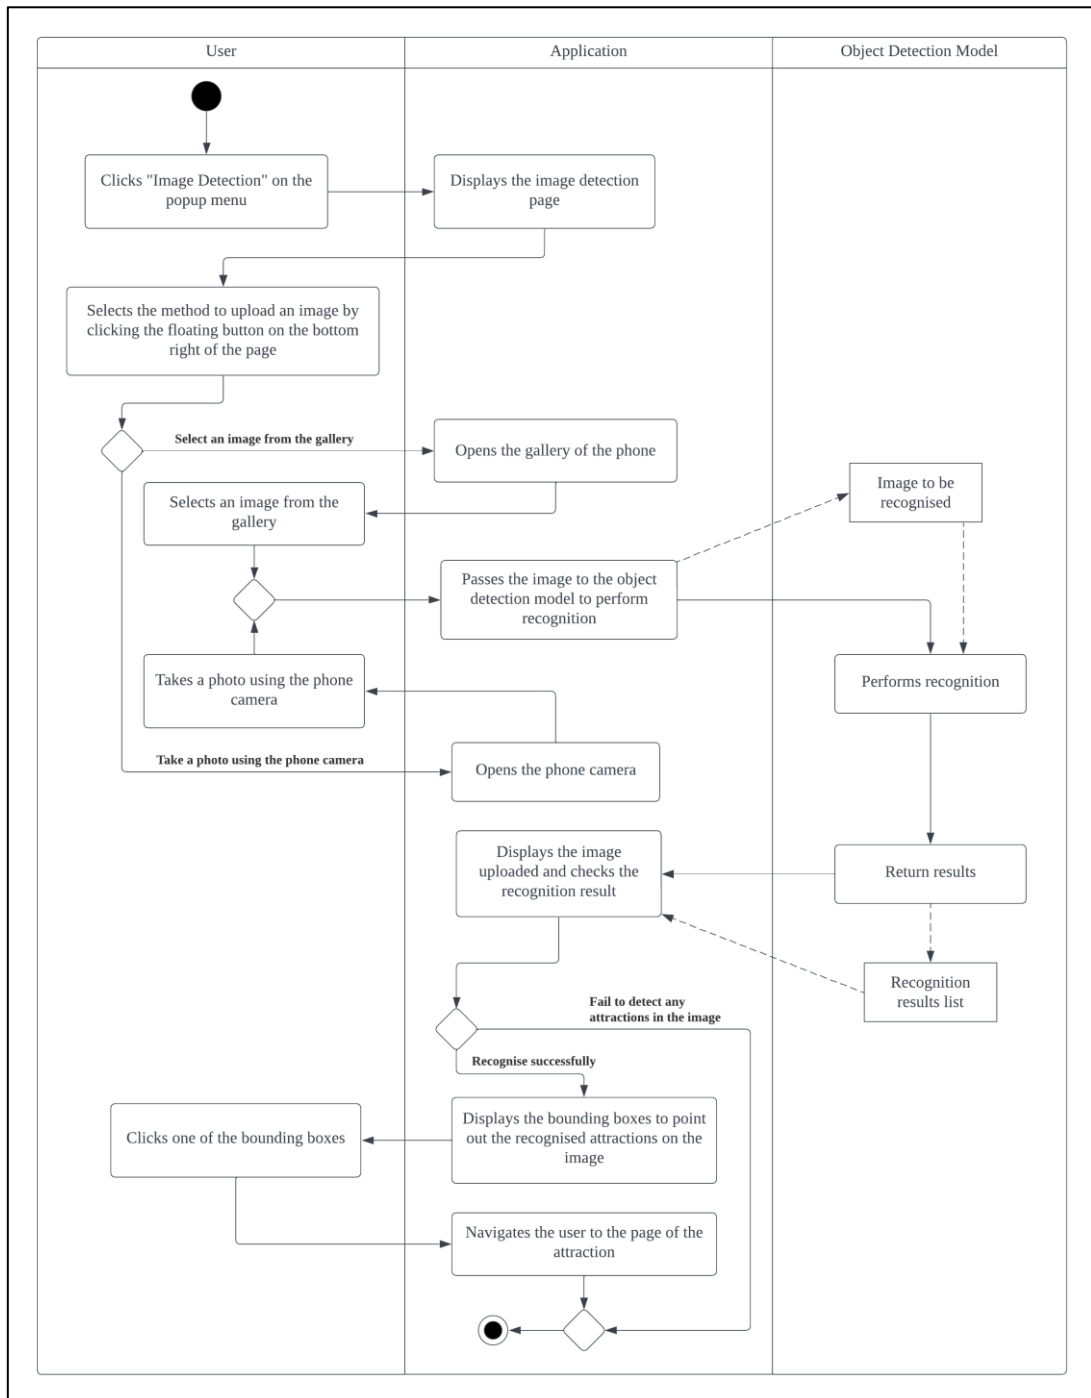 User
Application
Object Detection Model
Clicks "Image Detection" on the
popup menu
Displays the image detection
page
Selects the method to upload an image by
clicking the floating button on the bottom
right of the page
Select an image from the gallery
Opens the gallery of the phone
Selects an image from the
gallery
Image to be
recognised
Passes the image to the object
detection model to perform
recognition
Takes a photo using the phone
camera
Performs recognition
Take a photo using the phone camera
Opens the phone camera
Displays the image
uploaded and checks the
recognition result
Return results
Recognition
results list
Fail to detect any
attractions in the image
Recognise successfully
Displays the bounding boxes to point
out the recognised attractions on the
image
Clicks one of the bounding boxes
Navigates the user to the page of the
attraction